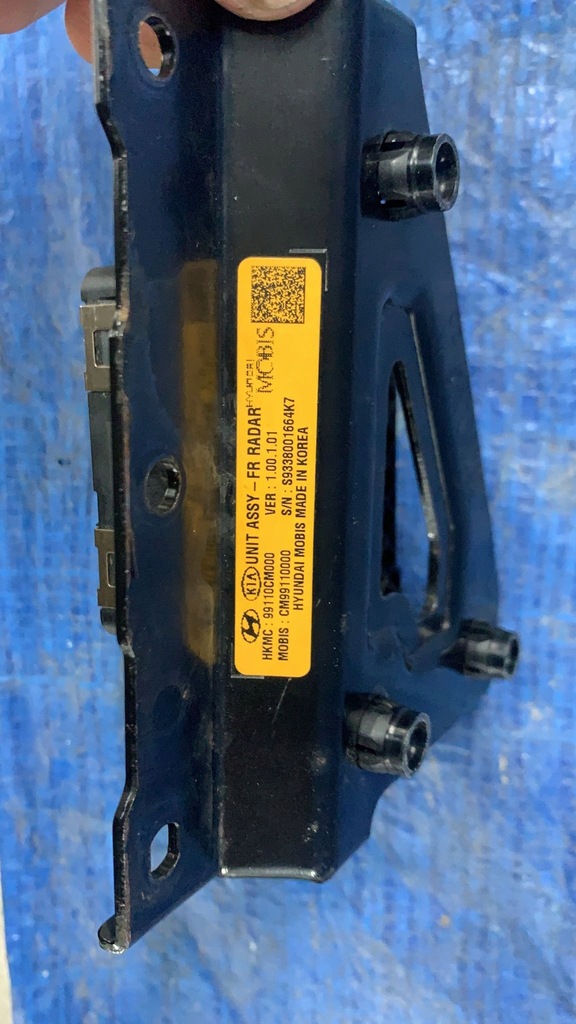 KIA UNIT ASSY - FR RADAR HYUNDAI MOBIS
HKMC : 99110CM000 VER : 1.00.1.01
MOBIS : CM99110000 S/N : S9338001664K7
HYUNDAI MOBIS MADE IN KOREA